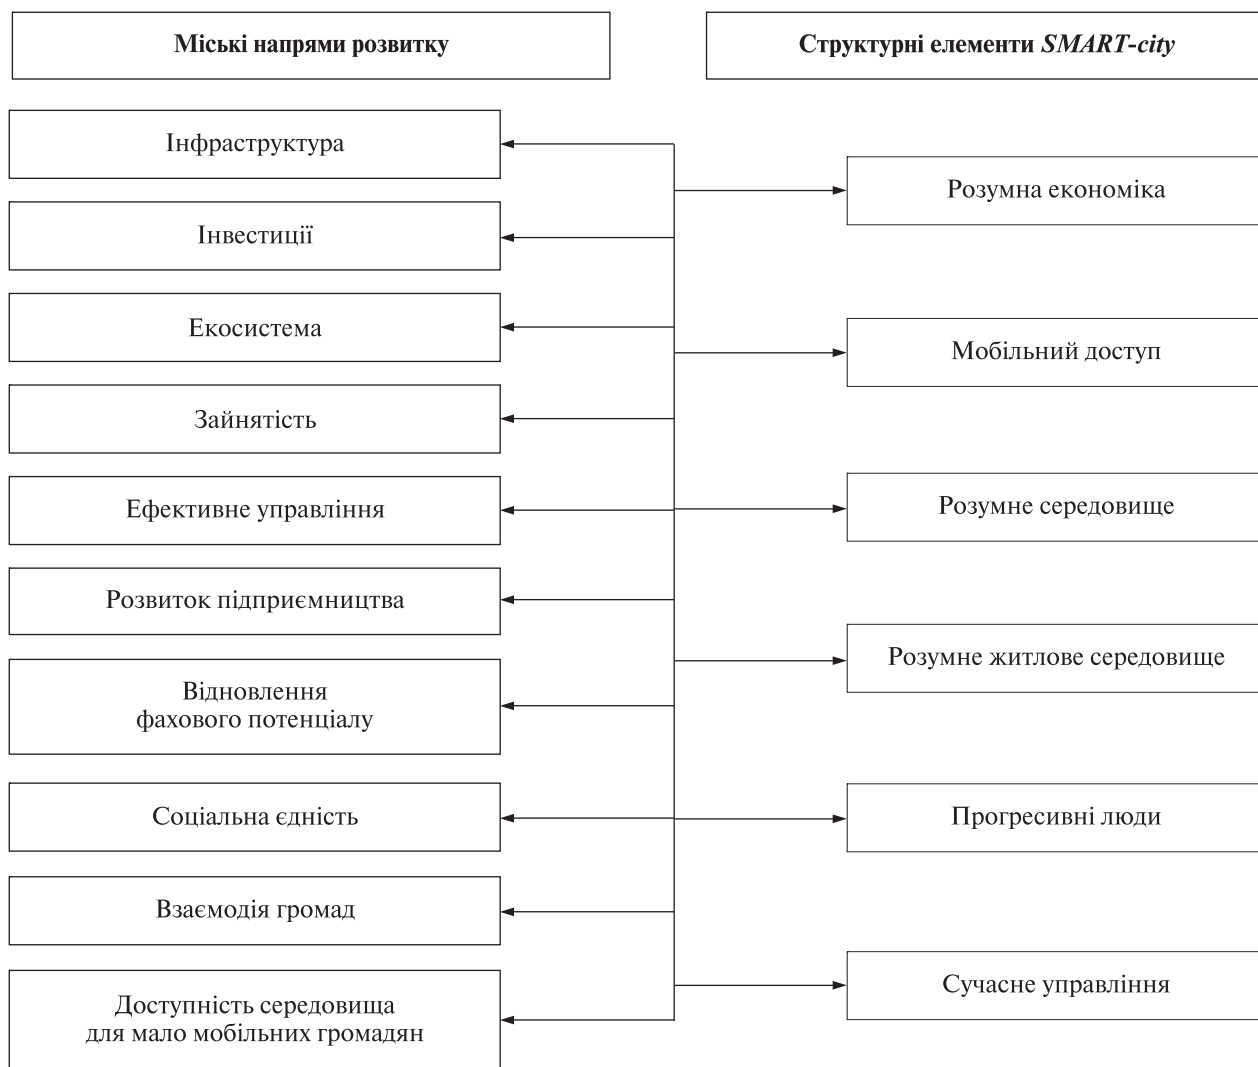 Міські напрями розвитку
Структурні елементи SMART-city
Інфраструктура
Інвестиції
Екосистема
Зайнятість
Ефективне управління
Розвиток підприємництва
Відновлення
фахового потенціалу
Соціальна єдність
Взаємодія громад
Доступність середовища
для мало мобільних громадян
Розумна економіка
Мобільний доступ
Розумне середовище
Розумне житлове середовище
Прогресивні люди
Сучасне управління